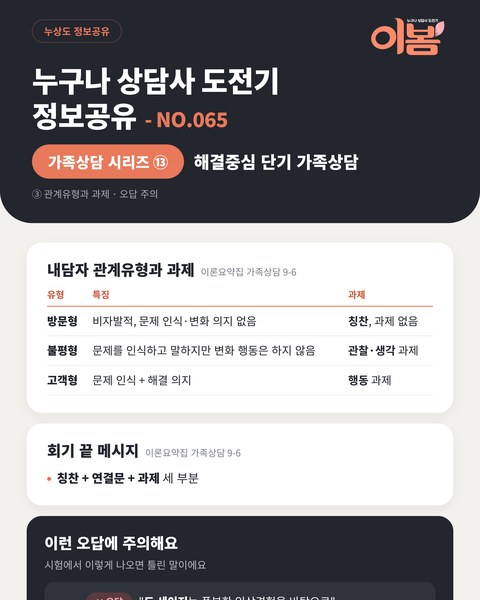 누상도 정보공유
누구나 상담사 도전기
이봄
누구나 상담사 도전기
정보공유 - NO.065
가족상담 시리즈 ⑬ 해결중심 단기 가족상담
③ 관계유형과 과제 · 오답 주의
내담자 관계유형과 과제 이론요약집 가족상담 9-6
유형 특징 과제
방문형 비자발적, 문제 인식·변화 의지 없음 칭찬, 과제 없음
불평형 문제를 인식하고 말하지만 변화 행동은 하지 않음 관찰·생각 과제
고객형 문제 인식 + 해결 의지 행동 과제
회기 끝 메시지 이론요약집 가족상담 9-6
• 칭찬 + 연결문 + 과제 세 부분
이런 오답에 주의해요
시험에서 이렇게 나오면 틀린 말이에요